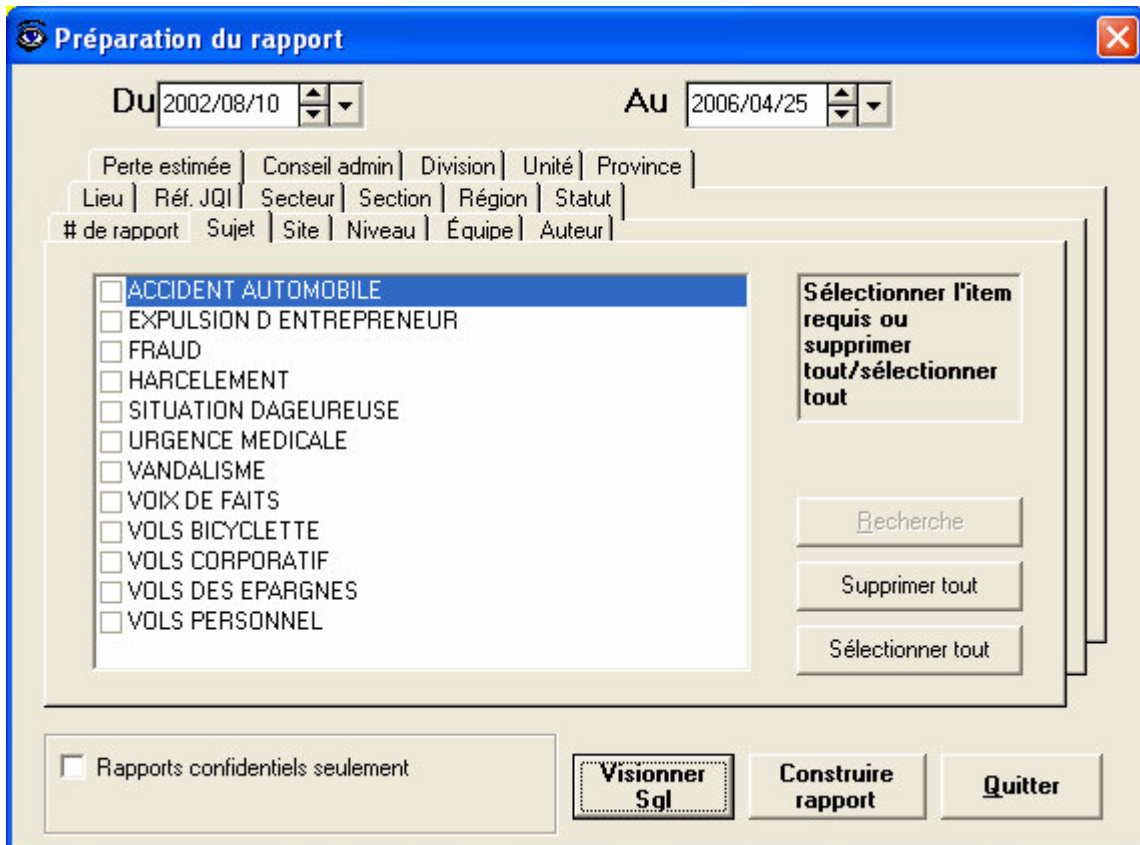 Préparation du rapport
Du 2002/08/10 Au 2006/04/25
Perte estimée Conseil admin Division Unité Province
Lieu Réf. JQI Secteur Section Région Statut
# de rapport Sujet Site Niveau Équipe Auteur
ACCIDENT AUTOMOBILE
EXPULSION D ENTREPRENEUR
FRAUD
HARCELEMENT
SITUATION DAGEUREUSE
URGENCE MEDICALE
VANDALISME
VOIX DE FAITS
VOLS BICYCLETTE
VOLS CORPORATIF
VOLS DES EPARGNES
VOLS PERSONNEL
Sélectionner l'item
requis ou
supprimer
tout/sélectionner
tout
Recherche
Supprimer tout
Sélectionner tout
Rapports confidentiels seulement
Visionner
Sql
Construire
rapport
Quitter